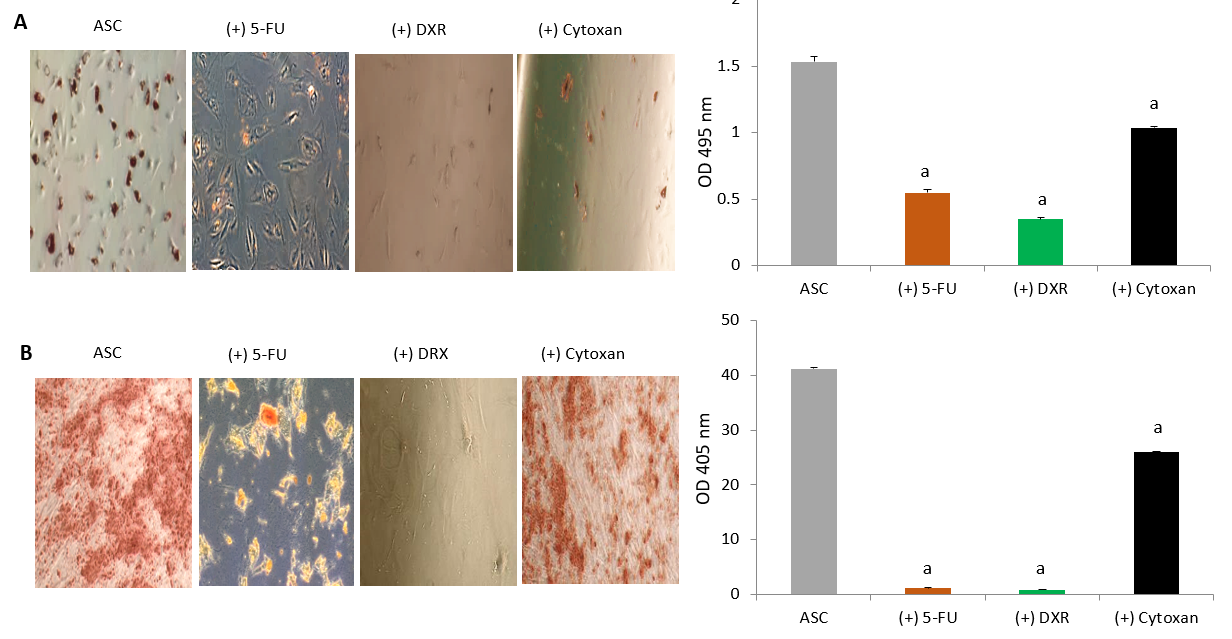 A
ASC
(+) 5-FU
(+) DXR
(+) Cytoxan
2
1.5
1
0.5
0
OD 495 nm
a
a
a
ASC
(+) 5-FU
(+) DXR
(+) Cytoxan
B
ASC
(+) 5-FU
(+) DRX
(+) Cytoxan
50
40
30
20
10
0
OD 405 nm
a
a
a
ASC
(+) 5-FU
(+) DXR
(+) Cytoxan